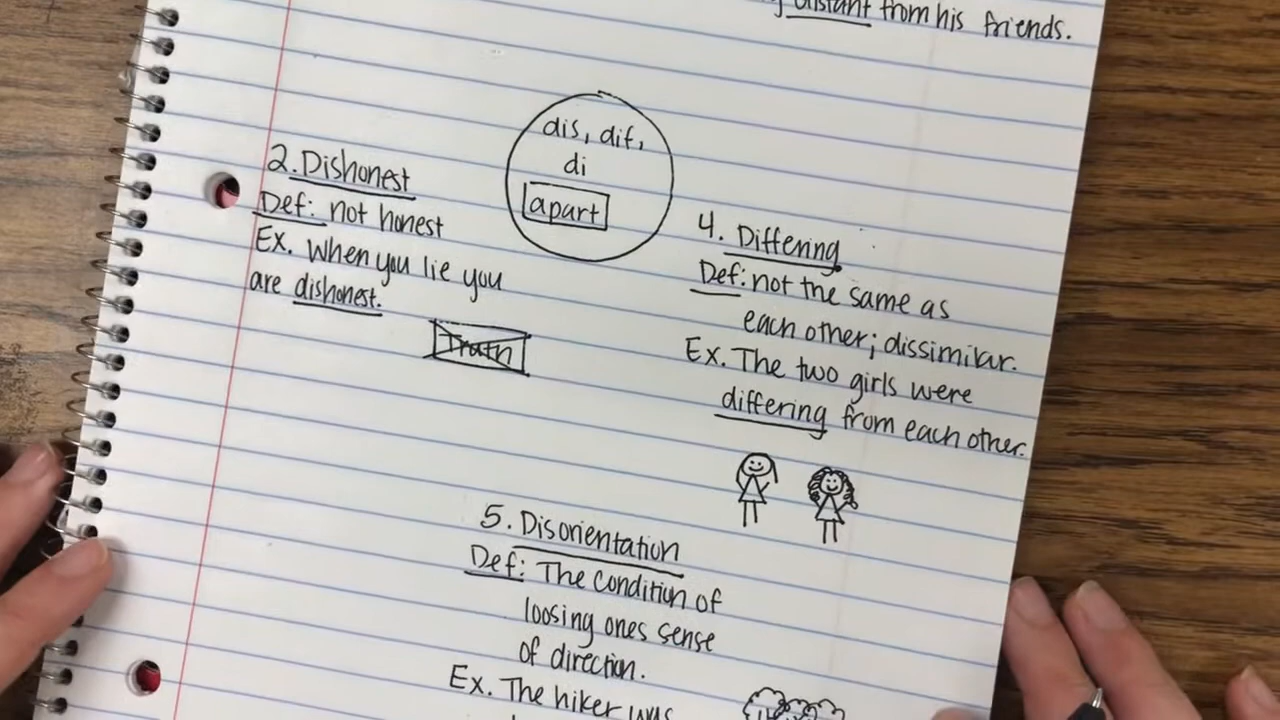 distant from his friends.
dis, dif,
di
apart
2. Dishonest
Def: not honest
Ex. When you lie you
are dishonest.
Truth
4. Differing
Def: not the same as
each other; dissimilar.
Ex. The two girls were
differing from each other.
5. Disorientation
Def: The condition of
loosing ones sense
of direction.
Ex. The hiker was